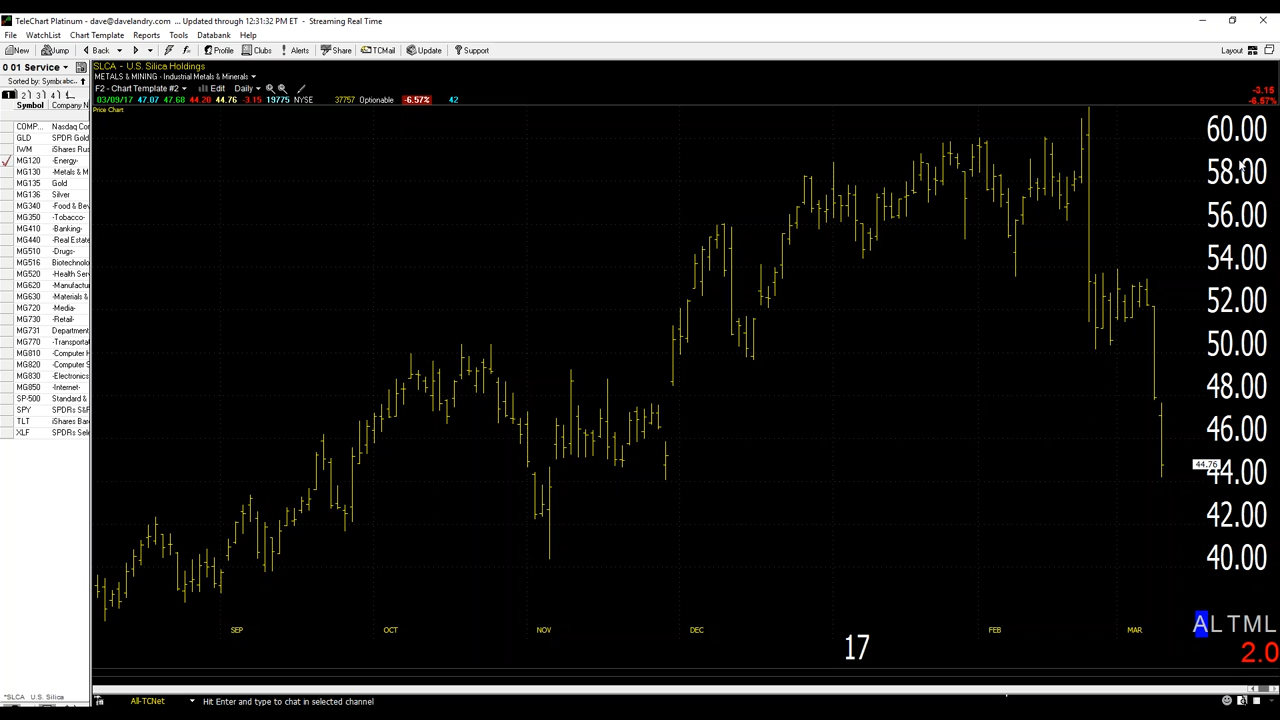 TeleChart Platinum - dave@davelandry.com ... Updated through 12:31:32 PM ET - Streaming Real Time
File WatchList Chart Template Reports Tools Databank Help
New Jump Back Profile Clubs Alerts Share TCMail Update Support Layout
0 01 Service
Sorted by: Symb
1 2 3 4
Symbol Company N
COMP... Nasdaq Cor
GLD SPDR Gold
IWM iShares Rus
MG120 -Energy-
MG130 -Metals & M
MG135 Gold
MG136 Silver
MG340 -Food & Bev
MG350 -Tobacco-
MG410 -Banking-
MG440 -Real Estate
MG510 -Drugs-
MG516 Biotechnolo
MG520 -Health Serv
MG620 -Manufactur
MG630 -Materials &
MG720 -Media-
MG730 -Retail-
MG731 Department
MG770 -Transportat
MG810 -Computer H
MG820 -Computer S
MG830 -Electronics
MG850 -Internet-
SP-500 Standard &
SPY SPDRs S&P
TLT iShares Bar
XLF SPDRs Sele
*SLCA U.S. Silica
SLCA - U.S. Silica Holdings
METALS & MINING - Industrial Metals & Minerals
F2 - Chart Template #2 Edit Daily
03/09/17 47.07 47.68 44.20 44.76 -3.15 19775 NYSE 37757 Optionable -6.57% 42
-3.15
-6.57%
Price Chart
60.00
58.00
56.00
54.00
52.00
50.00
48.00
46.00
44.76
44.00
42.00
40.00
SEP OCT NOV DEC 17 FEB MAR
ALTML
2.0
All-TCNet Hit Enter and type to chat in selected channel